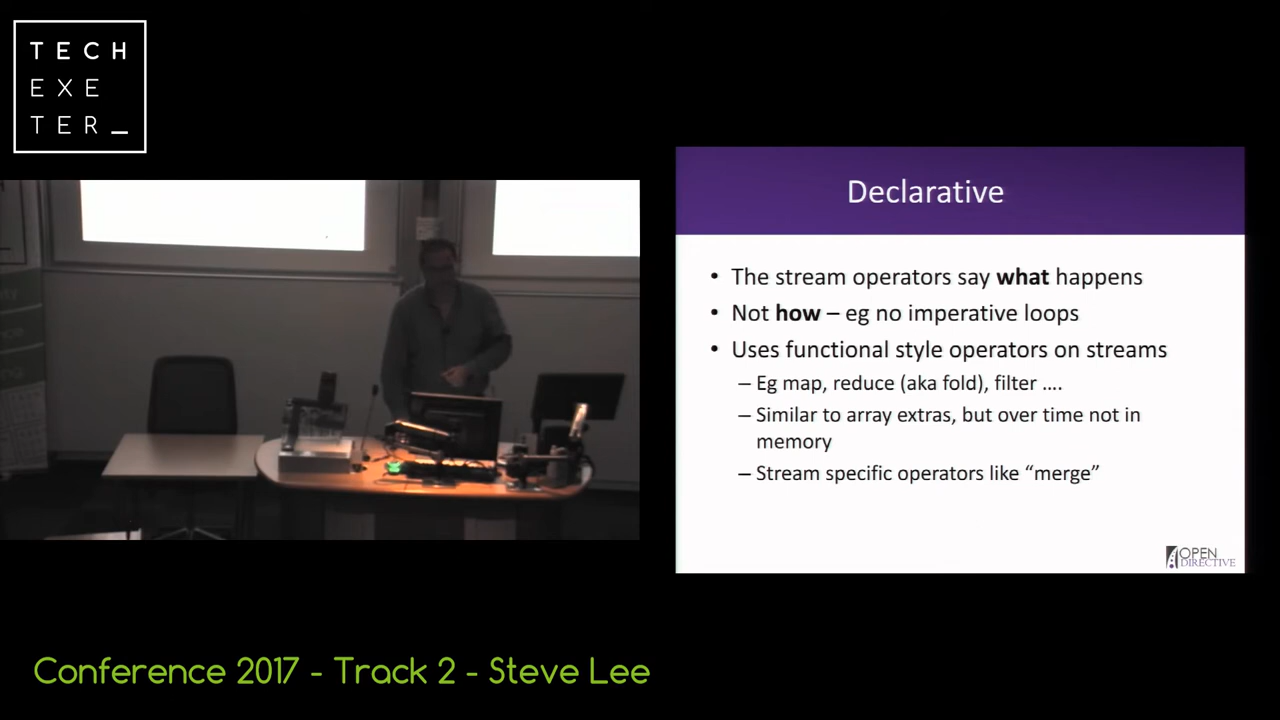 TECH
EXE
TER_
Declarative
• The stream operators say what happens
• Not how – eg no imperative loops
• Uses functional style operators on streams
– Eg map, reduce (aka fold), filter ....
– Similar to array extras, but over time not in
memory
– Stream specific operators like “merge”
OPEN
DIRECTIVE
Conference 2017 - Track 2 - Steve Lee